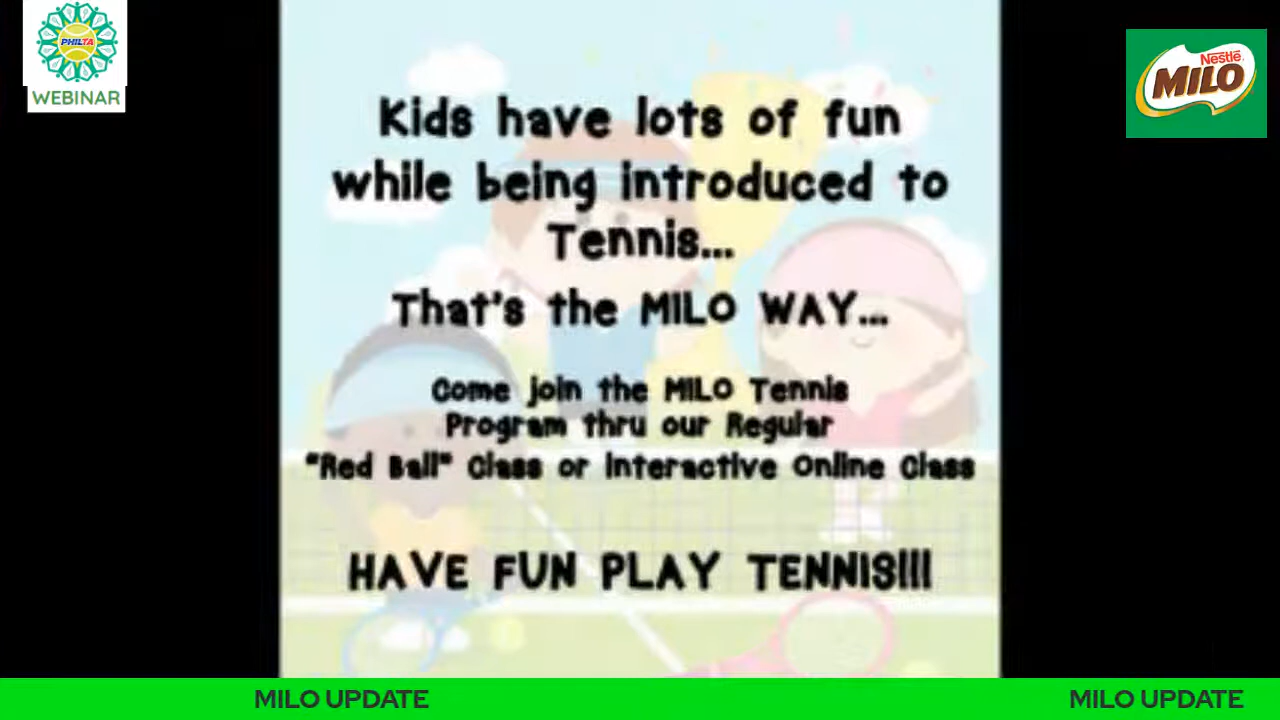 PHILTA
WEBINAR
Nestlé
MILO
Kids have lots of fun
while being introduced to
Tennis...
That's the MILO WAY...
Come join the MILO Tennis
Program thru our Regular
"Red Ball" Class or Interactive Online Class
HAVE FUN PLAY TENNIS!!!
MILO UPDATE
MILO UPDATE